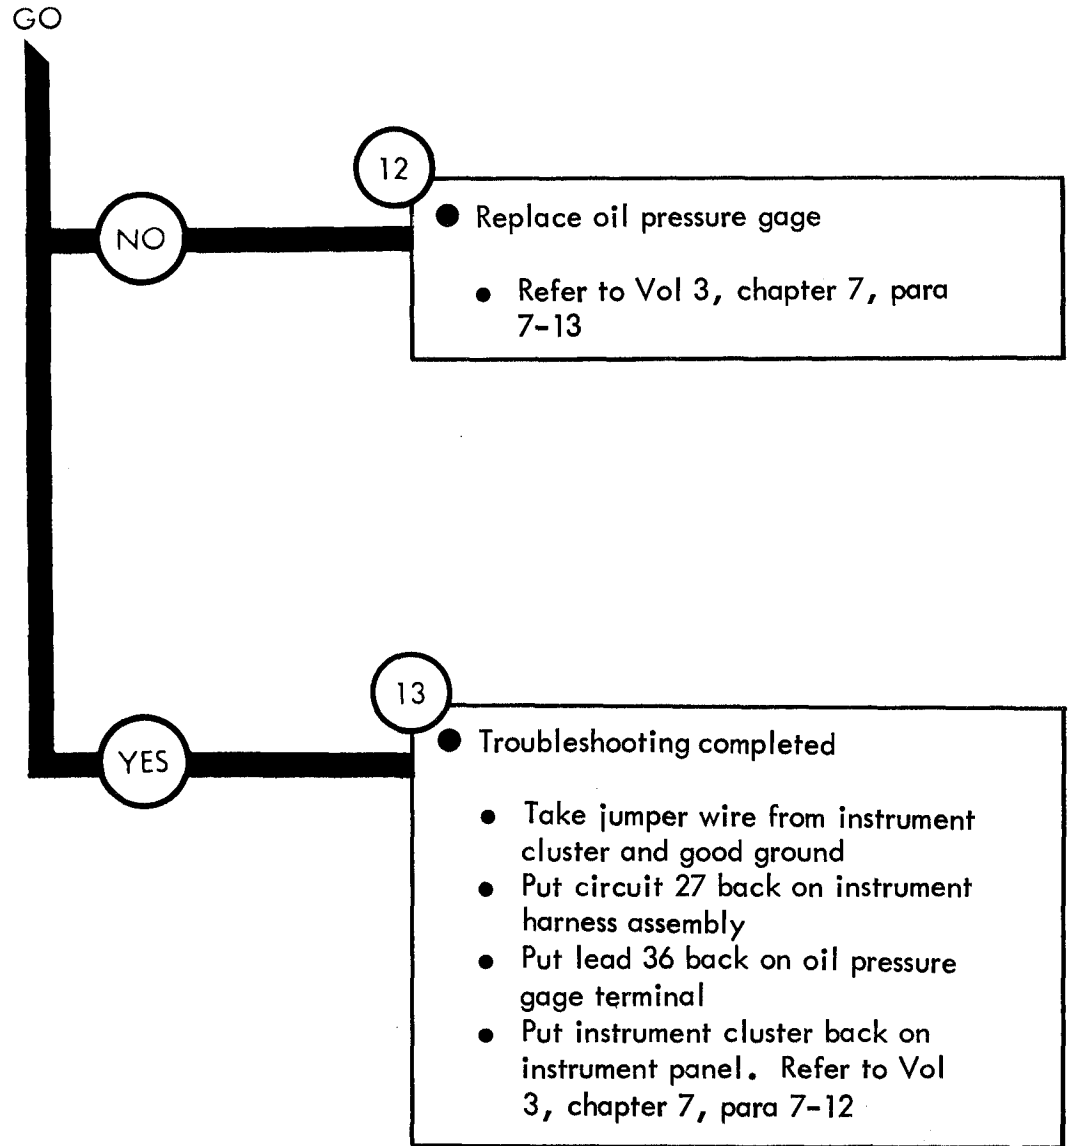 GO
12
NO
● Replace oil pressure gage
● Refer to Vol 3, chapter 7, para
7-13
13
YES
● Troubleshooting completed
● Take jumper wire from instrument
cluster and good ground
● Put circuit 27 back on instrument
harness assembly
● Put lead 36 back on oil pressure
gage terminal
● Put instrument cluster back on
instrument panel. Refer to Vol
3, chapter 7, para 7-12